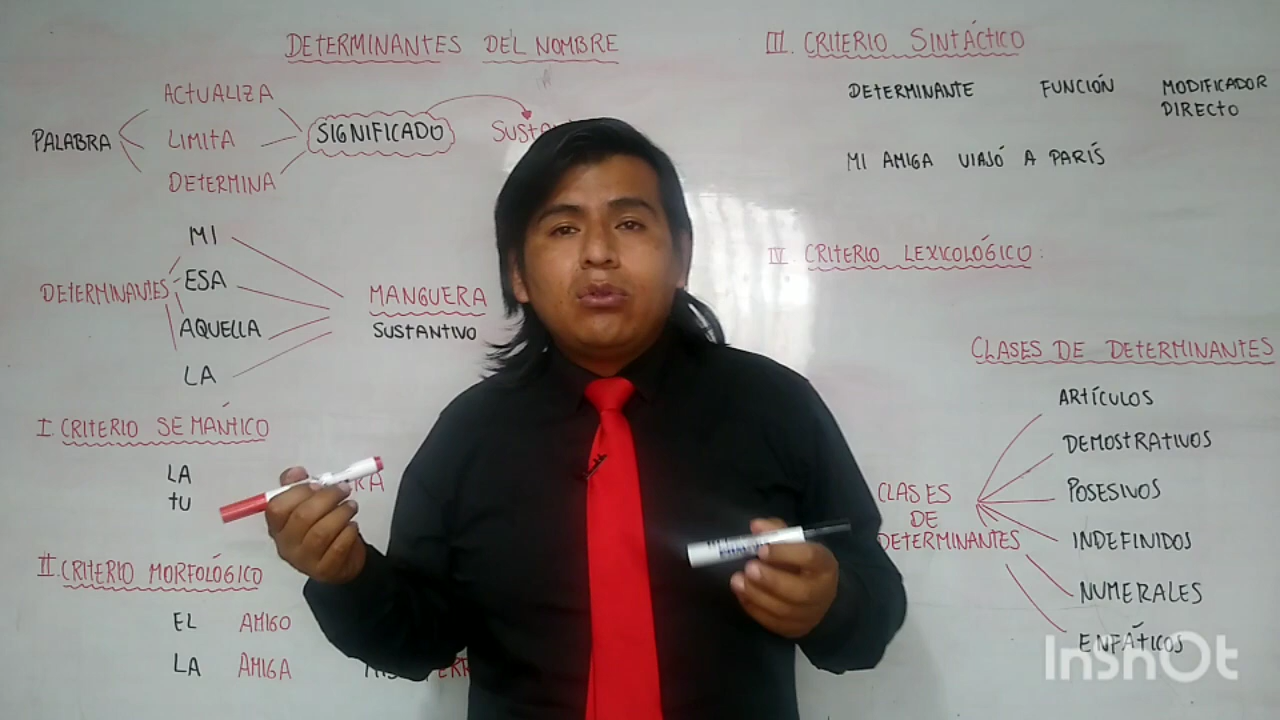 DETERMINANTES DEL NOMBRE
PALABRA
ACTUALIZA
LIMITA
DETERMINA
SIGNIFICADO
DETERMINANTES
MI
ESA
AQUELLA
LA
MANGUERA
SUSTANTIVO
I. CRITERIO SEMÁNTICO
LA
TU
II. CRITERIO MORFOLÓGICO
EL AMIGO
LA AMIGA
III. CRITERIO SINTÁCTICO
DETERMINANTE FUNCIÓN MODIFICADOR
DIRECTO
MI AMIGA VIAJÓ A PARÍS
IV. CRITERIO LEXICOLÓGICO:
CLASES DE DETERMINANTES
CLASES
DE
DETERMINANTES
ARTÍCULOS
DEMOSTRATIVOS
POSESIVOS
INDEFINIDOS
NUMERALES
ENFÁTICOS
InShOt